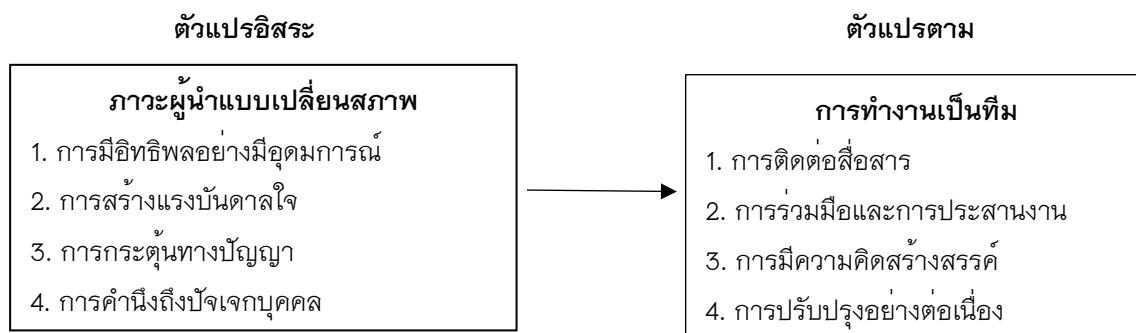 ตัวแปรอิสระ
ตัวแปรตาม
ภาวะผู้นำแบบเปลี่ยนสภาพ
1. การมีอิทธิพลอย่างมีอุดมการณ์
2. การสร้างแรงบันดาลใจ
3. การกระตุ้นทางปัญญา
4. การคำนึงถึงปัจเจกบุคคล
การทำงานเป็นทีม
1. การติดต่อสื่อสาร
2. การร่วมมือและการประสานงาน
3. การมีความคิดสร้างสรรค์
4. การปรับปรุงอย่างต่อเนื่อง